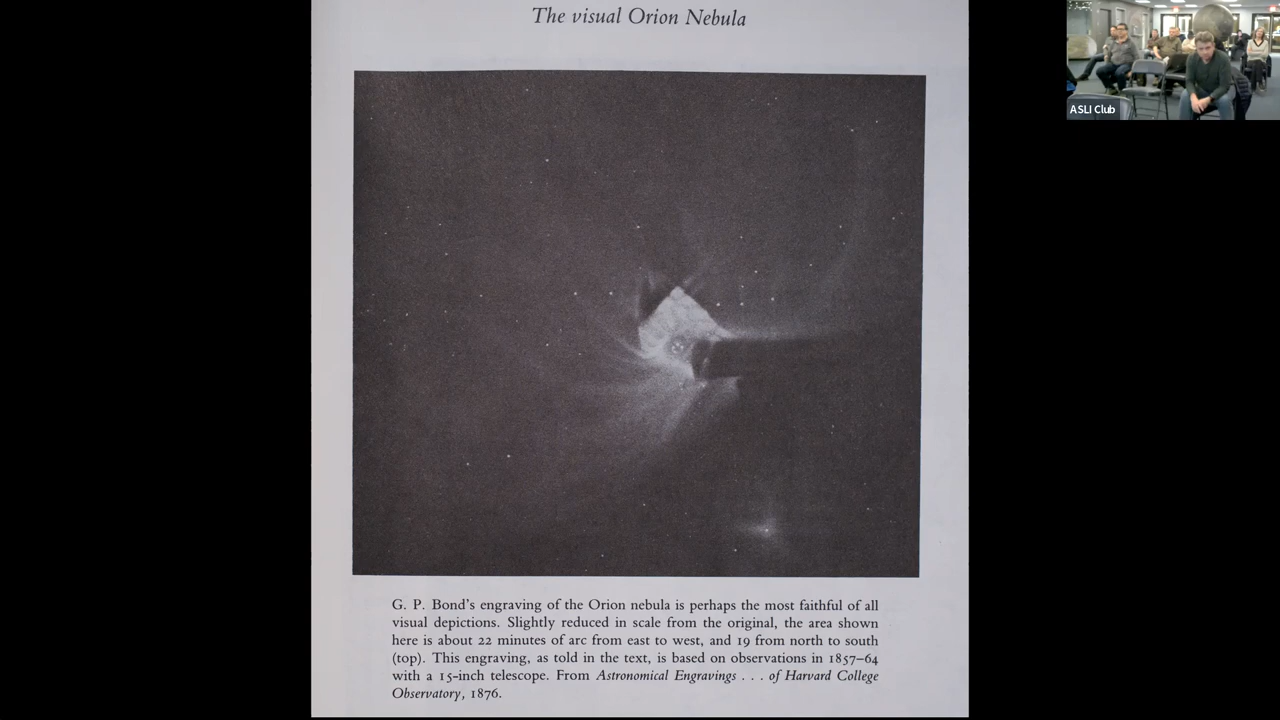 The visual Orion Nebula
ASLI Club
G. P. Bond's engraving of the Orion nebula is perhaps the most faithful of all
visual depictions. Slightly reduced in scale from the original, the area shown
here is about 22 minutes of arc from east to west, and 19 from north to south
(top). This engraving, as told in the text, is based on observations in 1857–64
with a 15-inch telescope. From Astronomical Engravings . . . of Harvard College
Observatory, 1876.